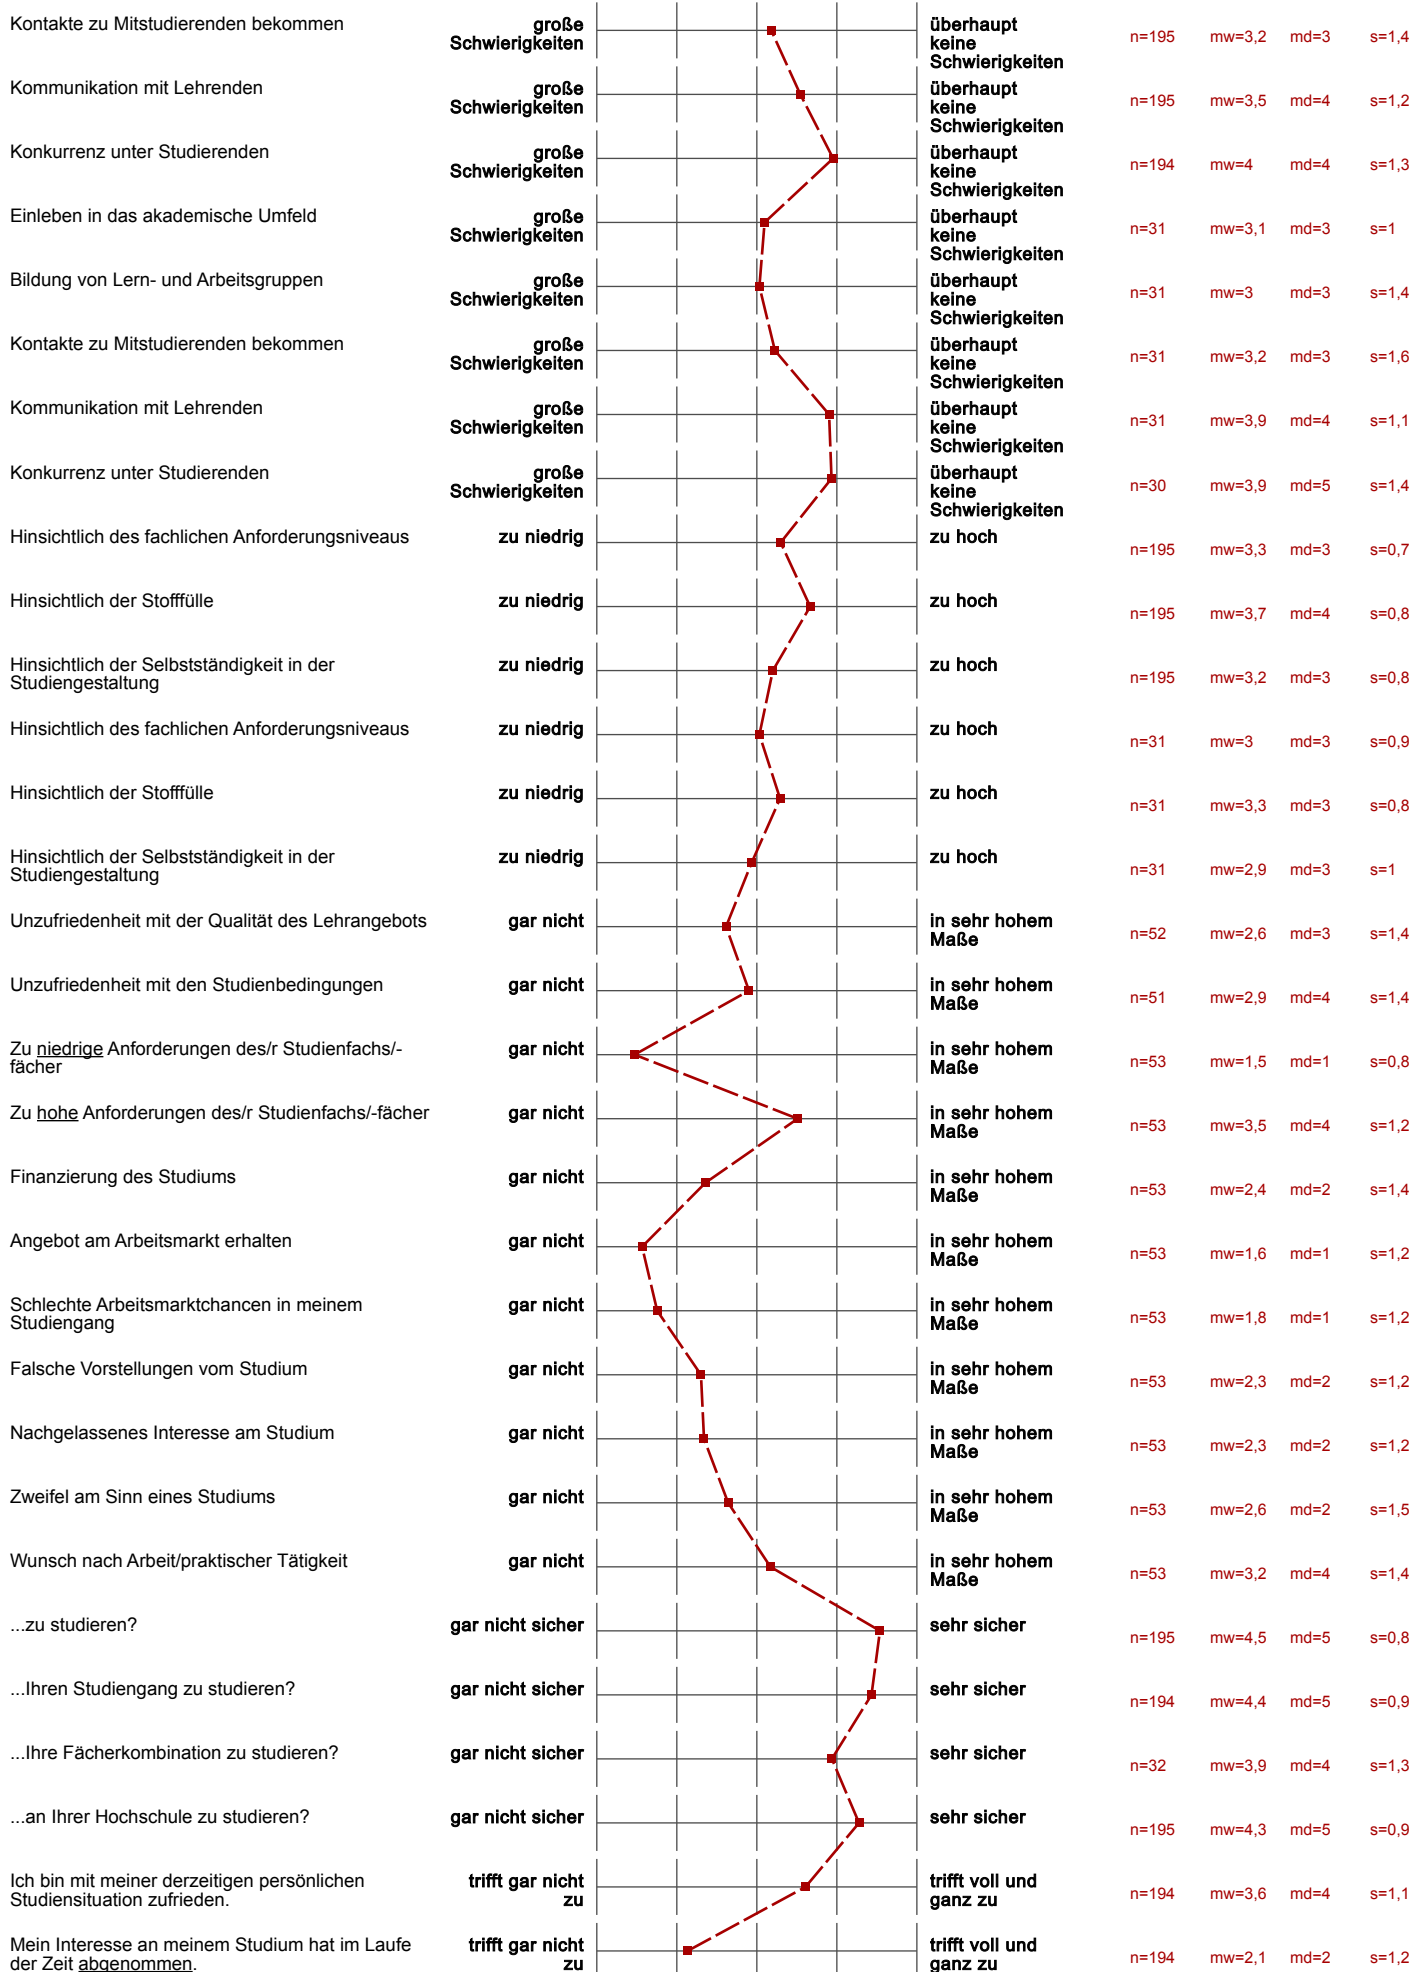 Kontakte zu Mitstudierenden bekommen
große
Schwierigkeiten
überhaupt
keine
Schwierigkeiten
n=195 mw=3,2 md=3 s=1,4
Kommunikation mit Lehrenden
große
Schwierigkeiten
überhaupt
keine
Schwierigkeiten
n=195 mw=3,5 md=4 s=1,2
Konkurrenz unter Studierenden
große
Schwierigkeiten
überhaupt
keine
Schwierigkeiten
n=194 mw=4 md=4 s=1,3
Einleben in das akademische Umfeld
große
Schwierigkeiten
überhaupt
keine
Schwierigkeiten
n=31 mw=3,1 md=3 s=1
Bildung von Lern- und Arbeitsgruppen
große
Schwierigkeiten
überhaupt
keine
Schwierigkeiten
n=31 mw=3 md=3 s=1,4
Kontakte zu Mitstudierenden bekommen
große
Schwierigkeiten
überhaupt
keine
Schwierigkeiten
n=31 mw=3,2 md=3 s=1,6
Kommunikation mit Lehrenden
große
Schwierigkeiten
überhaupt
keine
Schwierigkeiten
n=31 mw=3,9 md=4 s=1,1
Konkurrenz unter Studierenden
große
Schwierigkeiten
überhaupt
keine
Schwierigkeiten
n=30 mw=3,9 md=5 s=1,4
Hinsichtlich des fachlichen Anforderungsniveaus
zu niedrig
zu hoch
n=195 mw=3,3 md=3 s=0,7
Hinsichtlich der Stofffülle
zu niedrig
zu hoch
n=195 mw=3,7 md=4 s=0,8
Hinsichtlich der Selbstständigkeit in der
Studiengestaltung
zu niedrig
zu hoch
n=195 mw=3,2 md=3 s=0,8
Hinsichtlich des fachlichen Anforderungsniveaus
zu niedrig
zu hoch
n=31 mw=3 md=3 s=0,9
Hinsichtlich der Stofffülle
zu niedrig
zu hoch
n=31 mw=3,3 md=3 s=0,8
Hinsichtlich der Selbstständigkeit in der
Studiengestaltung
zu niedrig
zu hoch
n=31 mw=2,9 md=3 s=1
Unzufriedenheit mit der Qualität des Lehrangebots
gar nicht
in sehr hohem
Maße
n=52 mw=2,6 md=3 s=1,4
Unzufriedenheit mit den Studienbedingungen
gar nicht
in sehr hohem
Maße
n=51 mw=2,9 md=4 s=1,4
Zu niedrige Anforderungen des/r Studienfachs/-
fächer
gar nicht
in sehr hohem
Maße
n=53 mw=1,5 md=1 s=0,8
Zu hohe Anforderungen des/r Studienfachs/-fächer
gar nicht
in sehr hohem
Maße
n=53 mw=3,5 md=4 s=1,2
Finanzierung des Studiums
gar nicht
in sehr hohem
Maße
n=53 mw=2,4 md=2 s=1,4
Angebot am Arbeitsmarkt erhalten
gar nicht
in sehr hohem
Maße
n=53 mw=1,6 md=1 s=1,2
Schlechte Arbeitsmarktchancen in meinem
Studiengang
gar nicht
in sehr hohem
Maße
n=53 mw=1,8 md=1 s=1,2
Falsche Vorstellungen vom Studium
gar nicht
in sehr hohem
Maße
n=53 mw=2,3 md=2 s=1,2
Nachgelassenes Interesse am Studium
gar nicht
in sehr hohem
Maße
n=53 mw=2,3 md=2 s=1,2
Zweifel am Sinn eines Studiums
gar nicht
in sehr hohem
Maße
n=53 mw=2,6 md=2 s=1,5
Wunsch nach Arbeit/praktischer Tätigkeit
gar nicht
in sehr hohem
Maße
n=53 mw=3,2 md=4 s=1,4
...zu studieren?
gar nicht sicher
sehr sicher
n=195 mw=4,5 md=5 s=0,8
...Ihren Studiengang zu studieren?
gar nicht sicher
sehr sicher
n=194 mw=4,4 md=5 s=0,9
...Ihre Fächerkombination zu studieren?
gar nicht sicher
sehr sicher
n=32 mw=3,9 md=4 s=1,3
...an Ihrer Hochschule zu studieren?
gar nicht sicher
sehr sicher
n=195 mw=4,3 md=5 s=0,9
Ich bin mit meiner derzeitigen persönlichen
Studiensituation zufrieden.
trifft gar nicht
zu
trifft voll und
ganz zu
n=194 mw=3,6 md=4 s=1,1
Mein Interesse an meinem Studium hat im Laufe
der Zeit abgenommen.
trifft gar nicht
zu
trifft voll und
ganz zu
n=194 mw=2,1 md=2 s=1,2